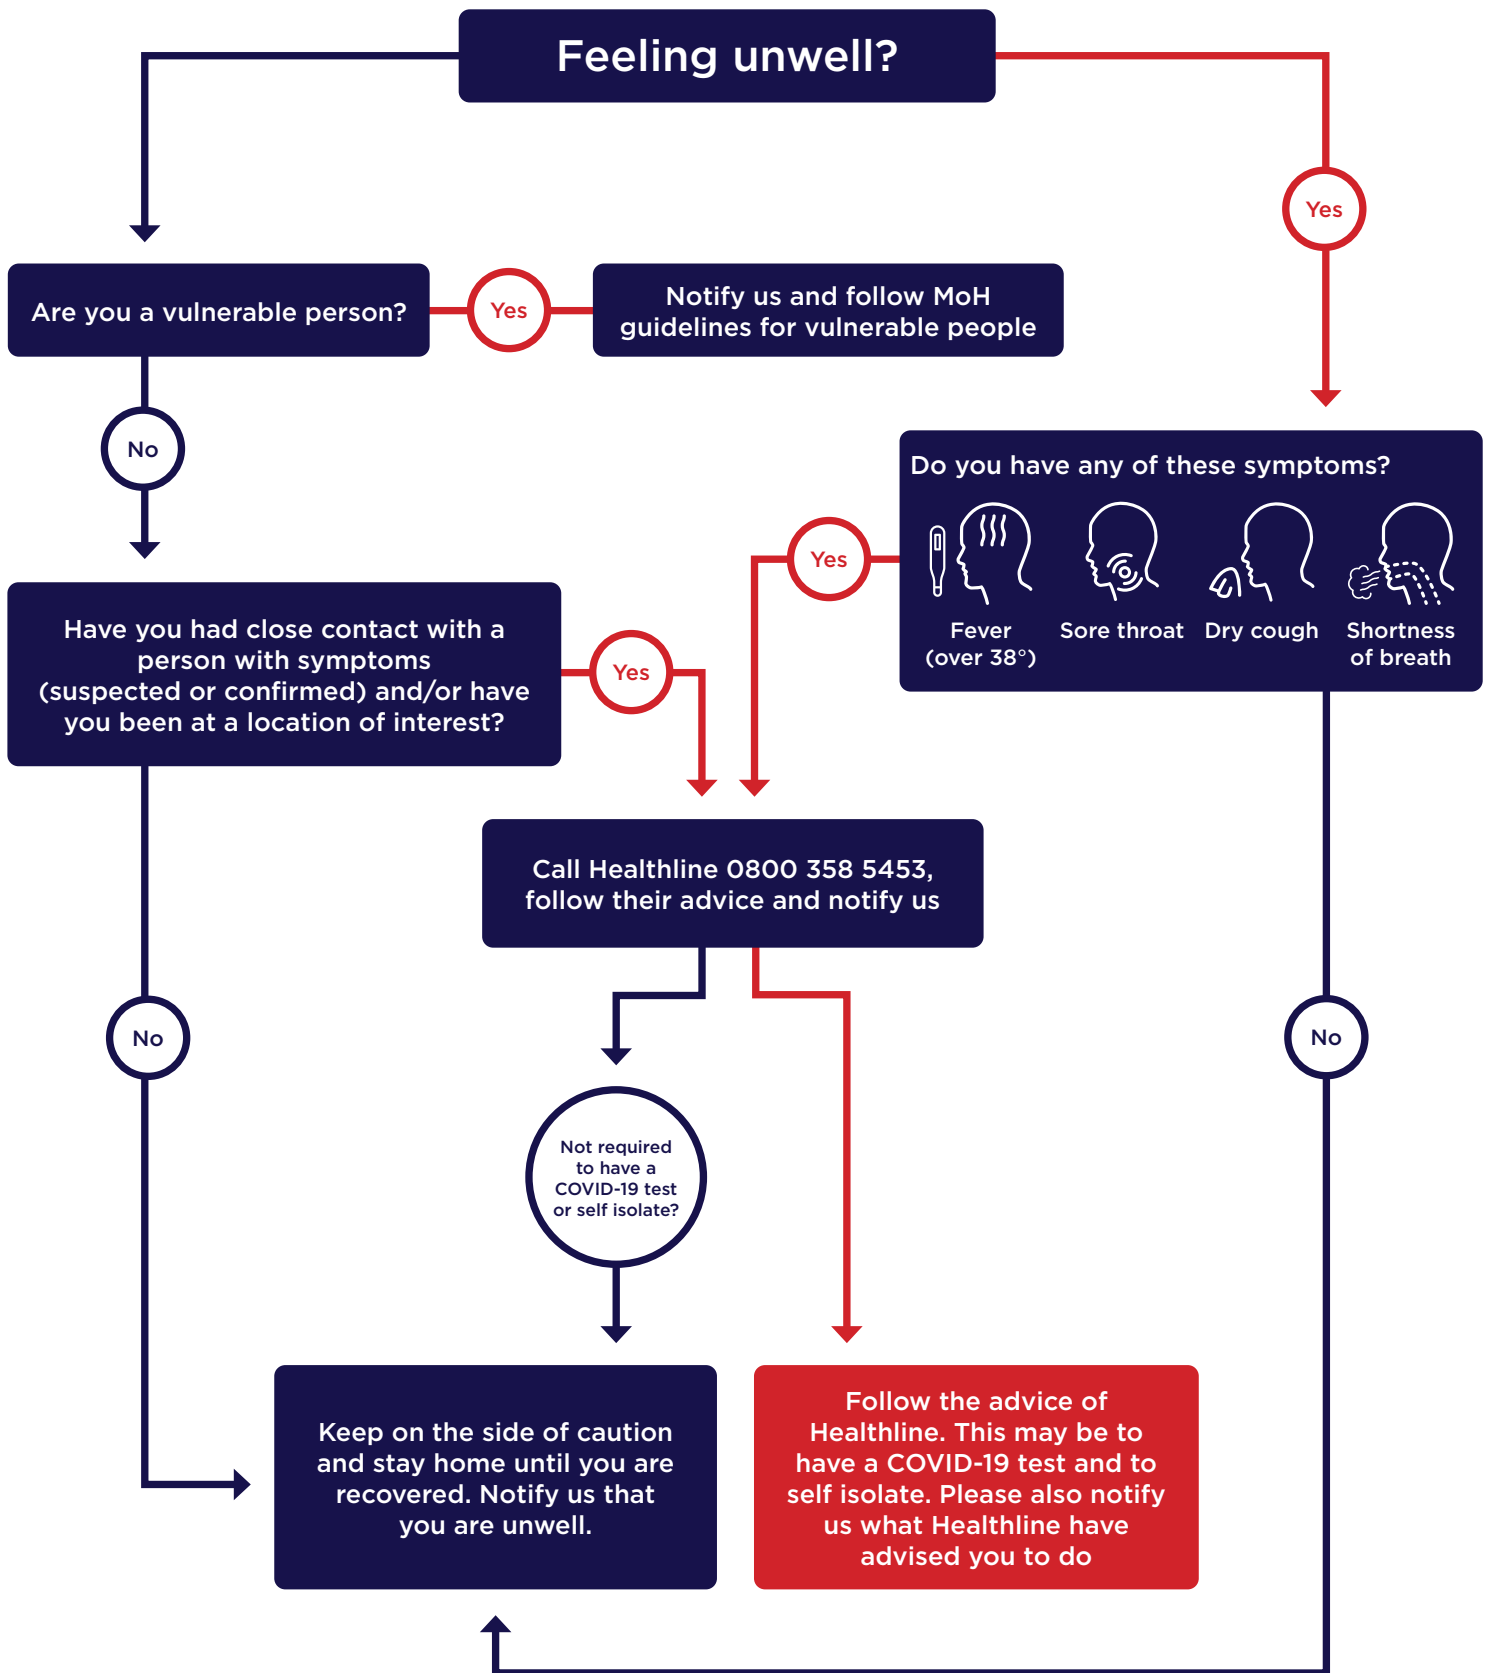 Feeling unwell?
Yes
Are you a vulnerable person?
Yes
Notify us and follow MoH
guidelines for vulnerable people
No
Do you have any of these symptoms?
Fever
(over 38°)
Sore throat
Dry cough
Shortness
of breath
Yes
Have you had close contact with a
person with symptoms
(suspected or confirmed) and/or have
you been at a location of interest?
Yes
Call Healthline 0800 358 5453,
follow their advice and notify us
No
No
Not required
to have a
COVID-19 test
or self isolate?
Keep on the side of caution
and stay home until you are
recovered. Notify us that
you are unwell.
Follow the advice of
Healthline. This may be to
have a COVID-19 test and to
self isolate. Please also notify
us what Healthline have
advised you to do